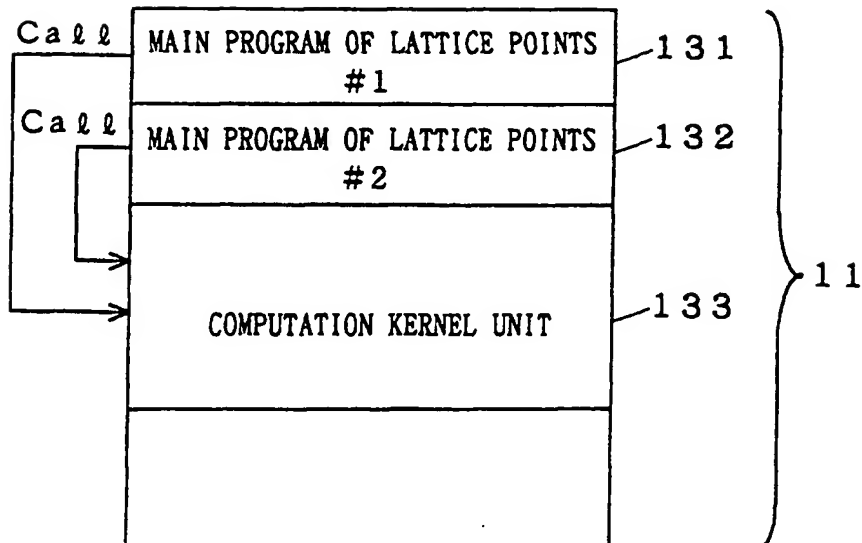 Call
MAIN PROGRAM OF LATTICE POINTS
#1
131
Call
MAIN PROGRAM OF LATTICE POINTS
#2
132
11
COMPUTATION KERNEL UNIT
133